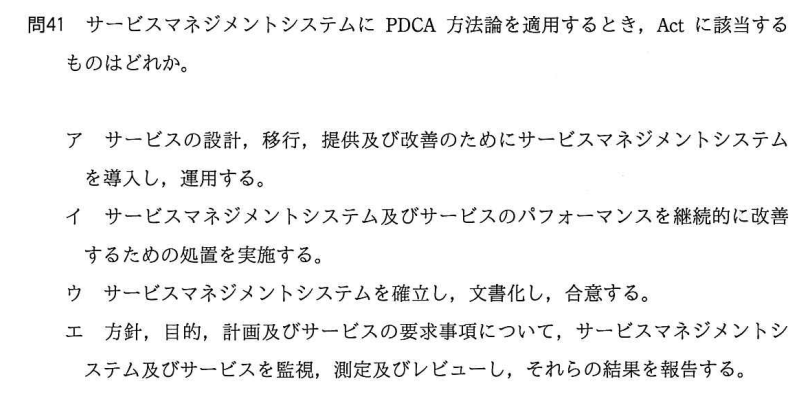 問41 サービスマネジメントシステムに PDCA 方法論を適用するとき，Act に該当する
ものはどれか。
ア サービスの設計，移行，提供及び改善のためにサービスマネジメントシステム
を導入し，運用する。
イ サービスマネジメントシステム及びサービスのパフォーマンスを継続的に改善
するための処置を実施する。
ウ サービスマネジメントシステムを確立し，文書化し，合意する。
エ 方針，目的，計画及びサービスの要求事項について，サービスマネジメントシ
ステム及びサービスを監視，測定及びレビューし，それらの結果を報告する。